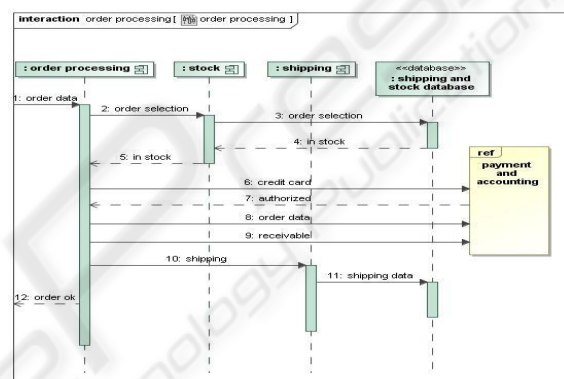 interaction order processing[ order processing ]
: order processing
: stock
: shipping
<<database>>
: shipping and
stock database
1: order data
2: order selection
3: order selection
4: in stock
5: in stock
ref
payment
and
accounting
6: credit card
7: authorized
8: order data
9: receivable
10: shipping
11: shipping data
12: order ok